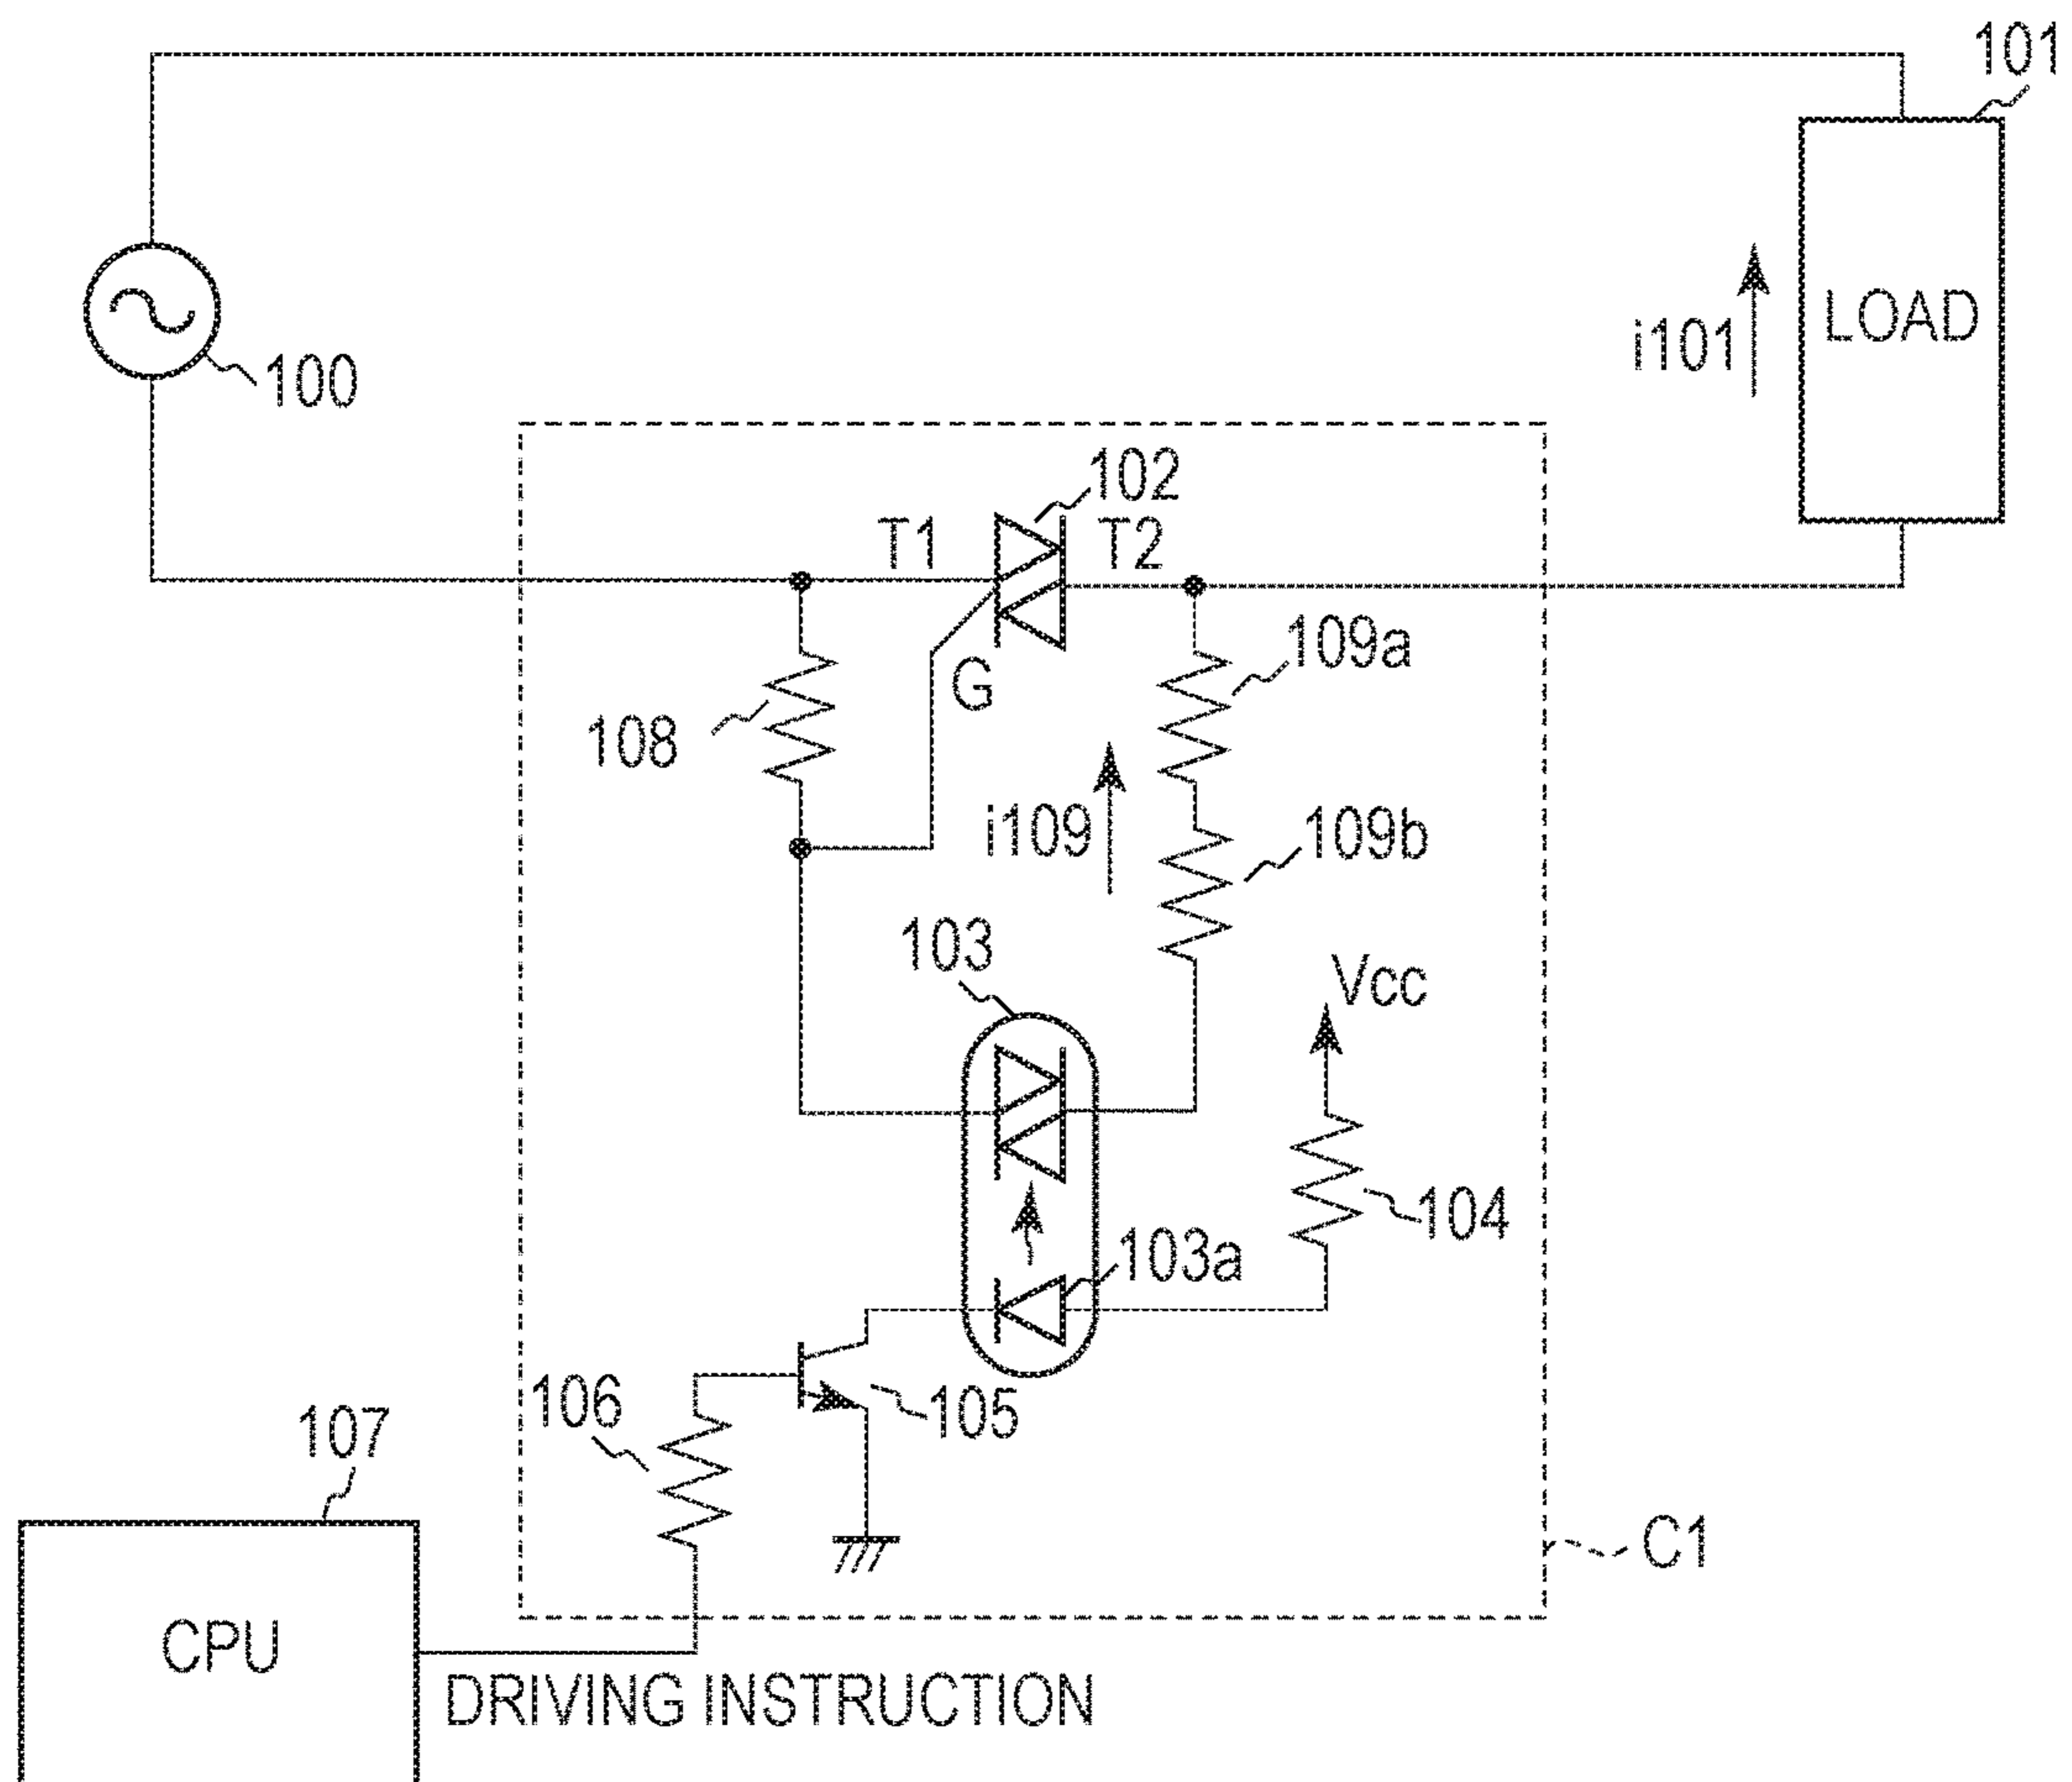 101
100
i101
LOAD
102
T1
T2
G
108
109a
i109
109b
103
Vcc
104
103a
105
106
107
C1
CPU
DRIVING INSTRUCTION